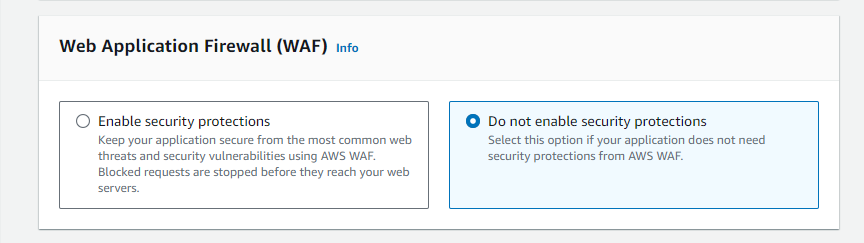 Web Application Firewall (WAF) Info
Enable security protections
Keep your application secure from the most common web
threats and security vulnerabilities using AWS WAF.
Blocked requests are stopped before they reach your web
servers.
Do not enable security protections
Select this option if your application does not need
security protections from AWS WAF.